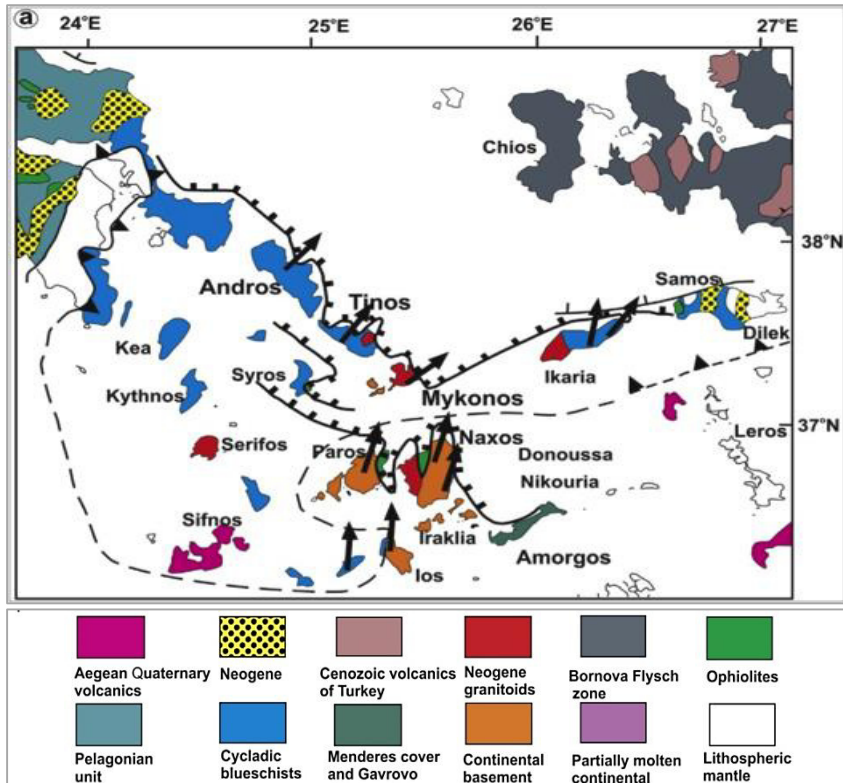 a
24°E 25°E 26°E 27°E
Chios
38°N
Andros
Tinos
Samos
Dilek
Kea
Syros
Ikaria
Kythnos
Mykonos
37°N
Leros
Serifos
Paros
Naxos
Donoussa
Nikouria
Sifnos
Iraklia
Amorgos
Ios
Aegean Quaternary
volcanics
Neogene
Cenozoic volcanics
of Turkey
Neogene
granitoids
Bornova Flysch
zone
Ophiolites
Pelagonian
unit
Cycladic
blueschists
Menderes cover
and Gavrovo
Continental
basement
Partially molten
continental
Lithospheric
mantle